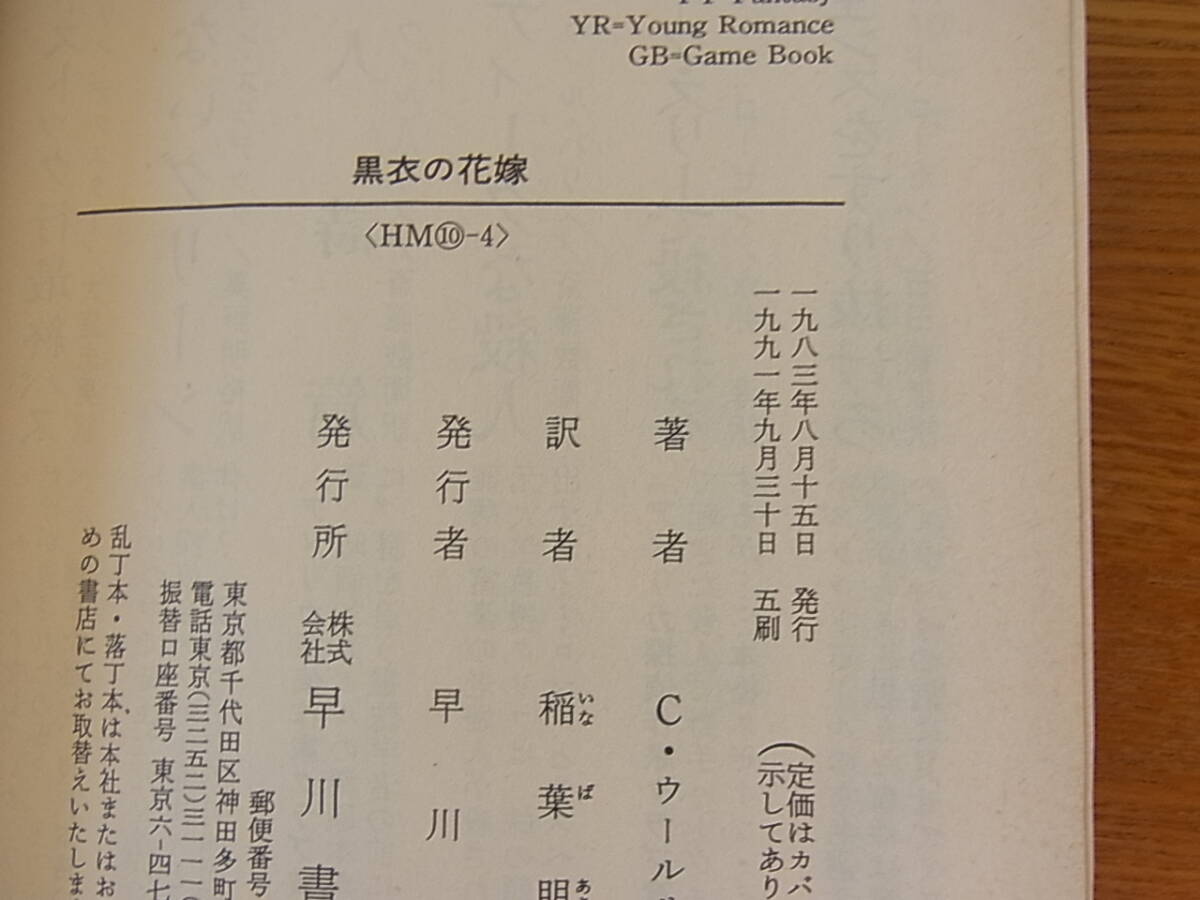 YR=Young Romance
GB=Game Book
黒衣の花嫁
〈HM⑩-4〉
一九八三年八月十五日 発行
一九九一年九月三十日 五刷
（定価はカバ
示してあり
著者 C・ウール
訳者 稲葉明
いなば
発行者 早川
発行所 株式会社 早川書
郵便番号
東京都千代田区神田多町
電話東京(三二五二)三一一一(
振替口座番号 東京六-四七
乱丁本・落丁本は本社またはお
めの書店にてお取替えいたしま